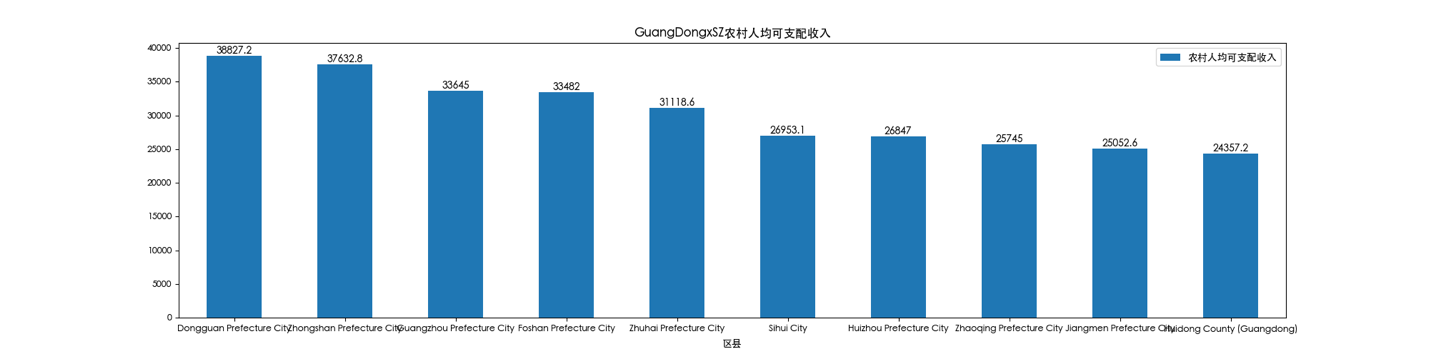 GuangDongxSZ农村人均可支配收入
农村人均可支配收入
40000
35000
30000
25000
20000
15000
10000
5000
0
38827.2
37632.8
33645
33482
31118.6
26953.1
26847
25745
25052.6
24357.2
Dongguan Prefecture City
Zhongshan Prefecture City
Guangzhou Prefecture City
Foshan Prefecture City
Zhuhai Prefecture City
Sihui City
Huizhou Prefecture City
Zhaoqing Prefecture City
Jiangmen Prefecture City
Huidong County (Guangdong)
区县